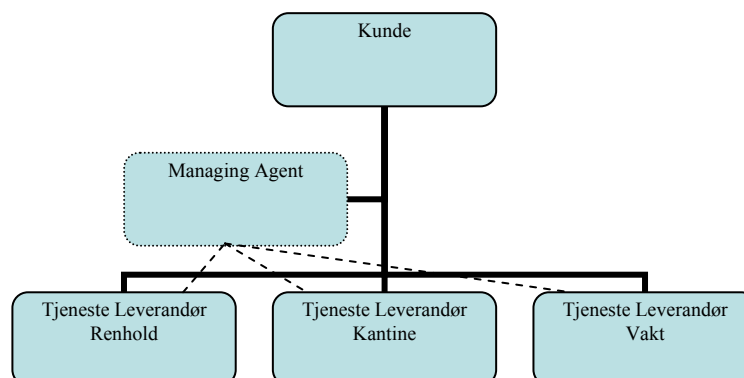 Kunde
Managing Agent
Tjeneste Leverandør
Renhold
Tjeneste Leverandør
Kantine
Tjeneste Leverandør
Vakt